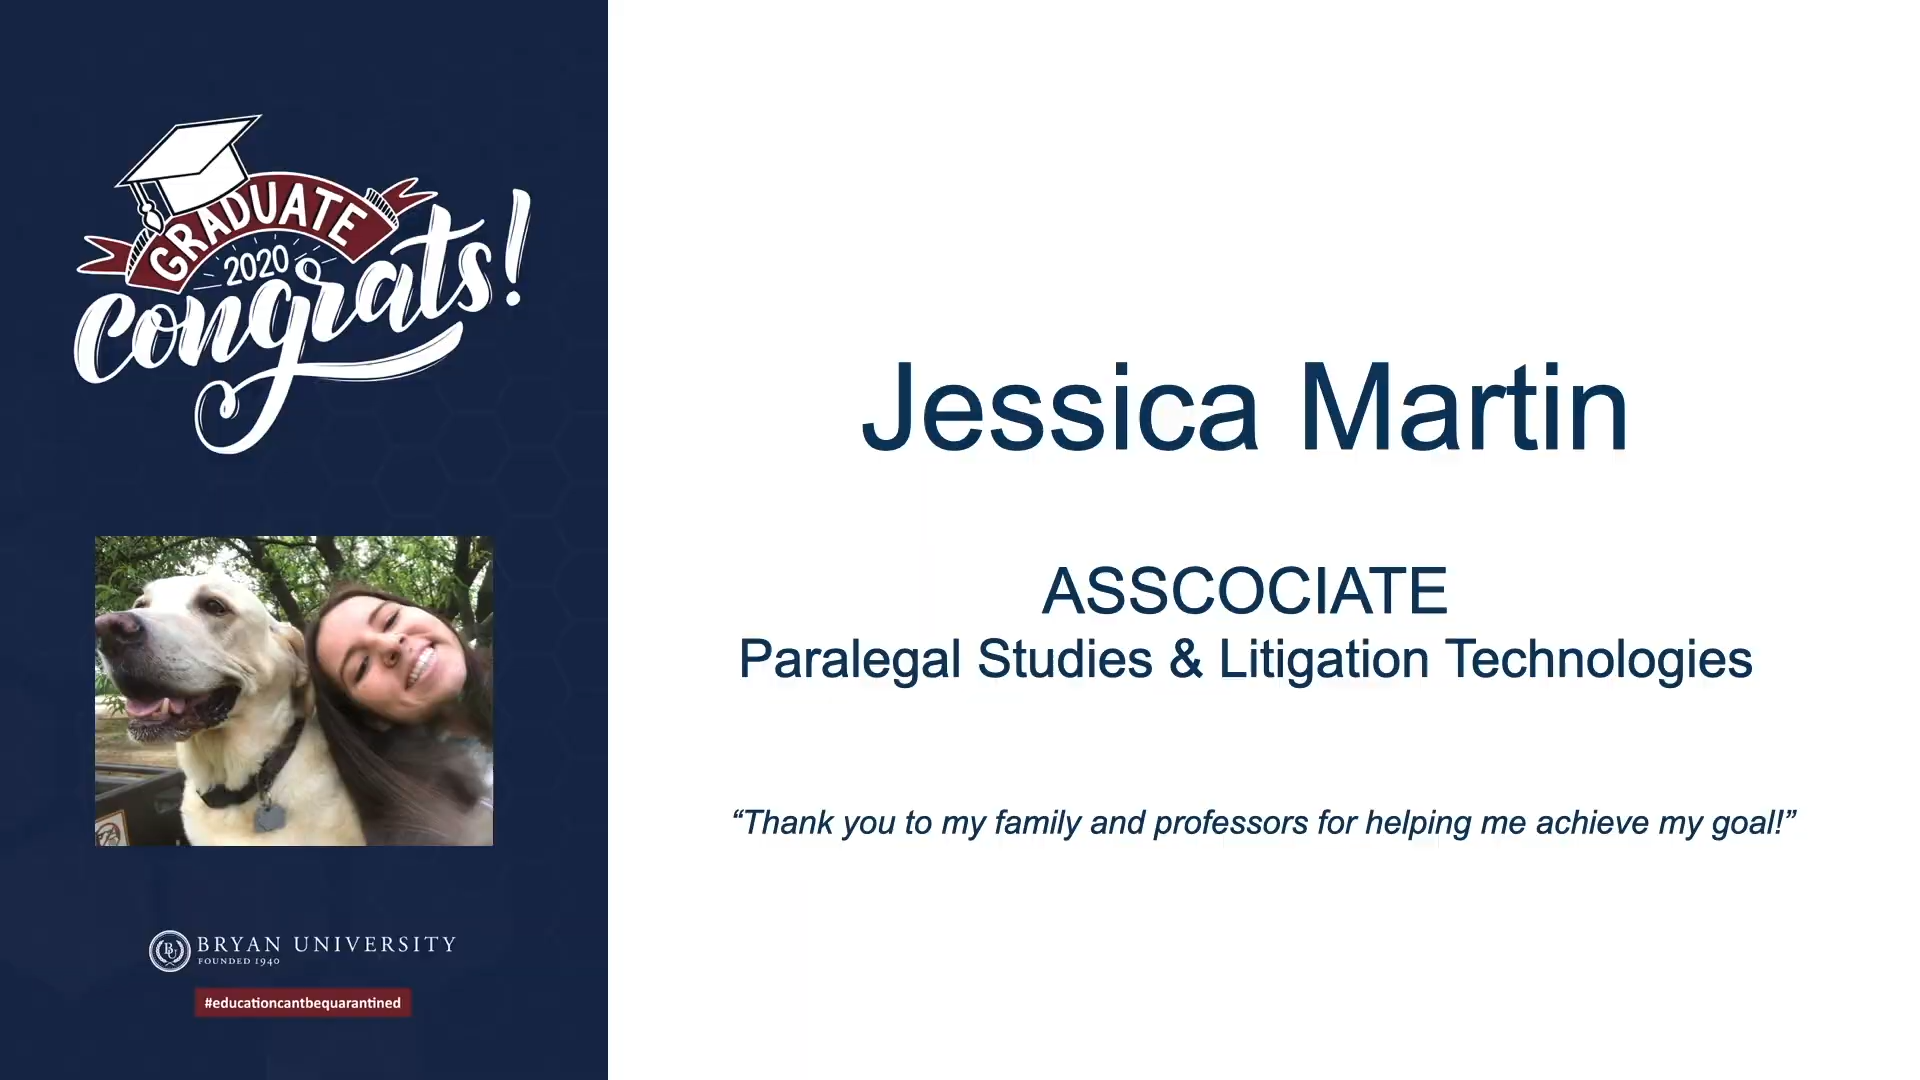 GRADUATE
2020
congrats!
BU
BRYAN UNIVERSITY
FOUNDED 1940
#educationcantbequarantined
Jessica Martin
ASSCOCIATE
Paralegal Studies & Litigation Technologies
“Thank you to my family and professors for helping me achieve my goal!”